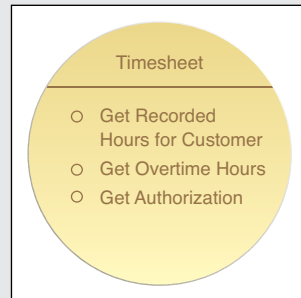 Timesheet
Get Recorded
Hours for Customer
Get Overtime Hours
Get Authorization